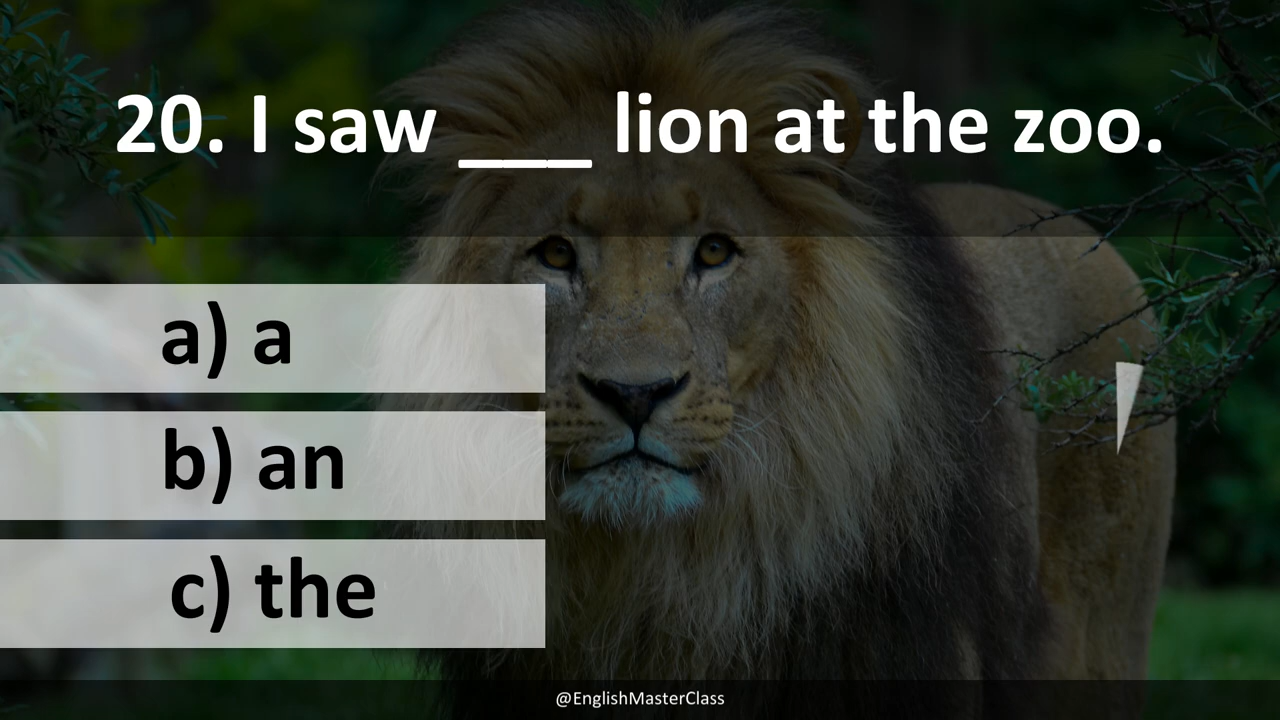 20. I saw ___ lion at the zoo.
a) a
b) an
c) the
@EnglishMasterClass